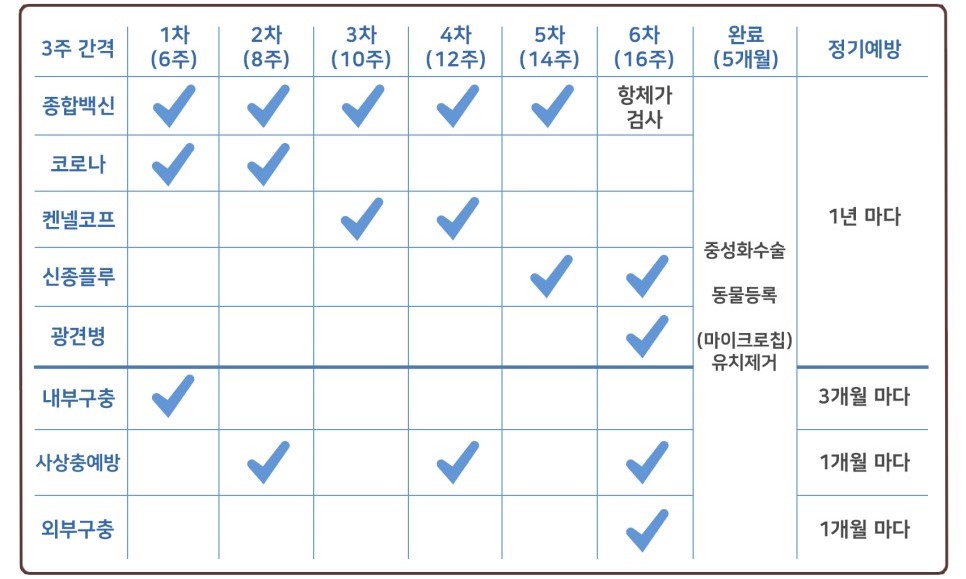 3주 간격
1차
(6주)
2차
(8주)
3차
(10주)
4차
(12주)
5차
(14주)
6차
(16주)
완료
(5개월)
정기예방
종합백신
항체가
검사
코로나
켄넬코프
신종플루
광견병
1년 마다
중성화수술
동물등록
(마이크로칩)
유치제거
내부구충
3개월 마다
사상충예방
1개월 마다
외부구충
1개월 마다